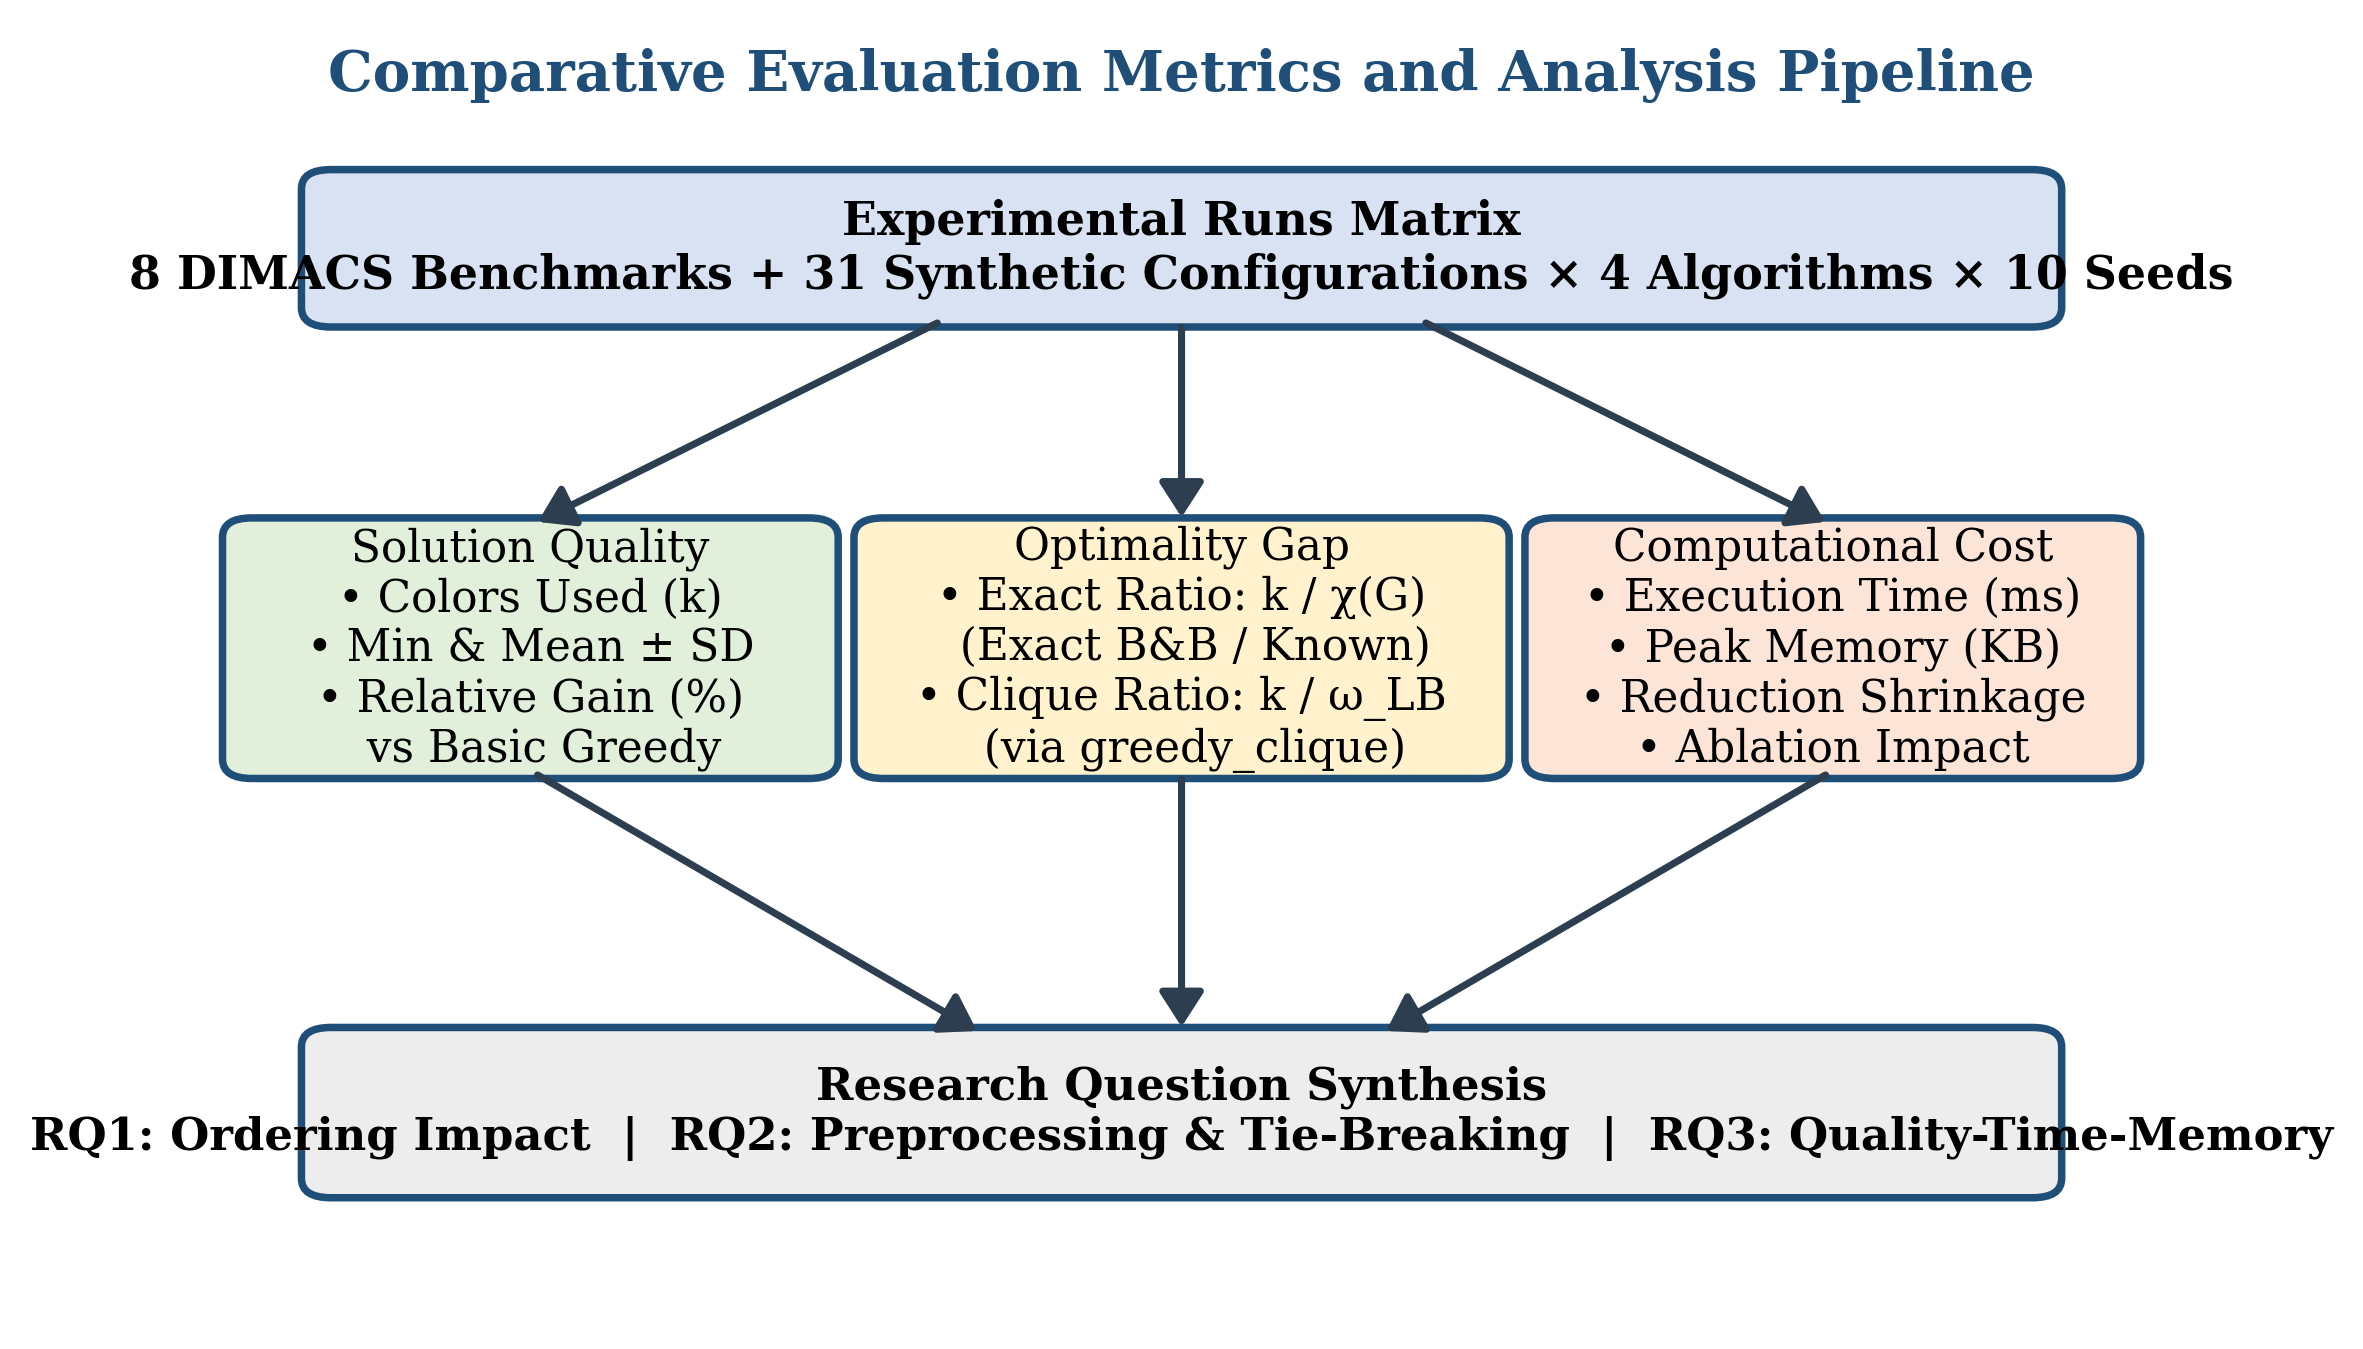 Comparative Evaluation Metrics and Analysis Pipeline
Experimental Runs Matrix
8 DIMACS Benchmarks + 31 Synthetic Configurations × 4 Algorithms × 10 Seeds
Solution Quality
• Colors Used (k)
• Min & Mean ± SD
• Relative Gain (%)
vs Basic Greedy
Optimality Gap
• Exact Ratio: k / χ(G)
(Exact B&B / Known)
• Clique Ratio: k / ω_LB
(via greedy_clique)
Computational Cost
• Execution Time (ms)
• Peak Memory (KB)
• Reduction Shrinkage
• Ablation Impact
Research Question Synthesis
RQ1: Ordering Impact | RQ2: Preprocessing & Tie-Breaking | RQ3: Quality-Time-Memory